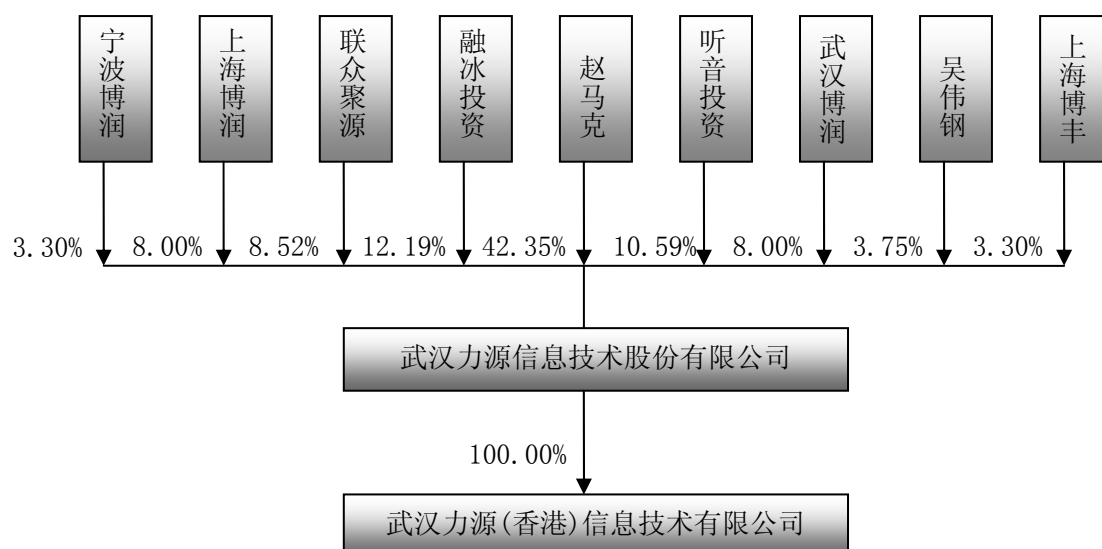 宁波博润
上海博润
联众聚源
融冰投资
赵马克
听音投资
武汉博润
吴伟钢
上海博丰
3.30%
8.00%
8.52%
12.19%
42.35%
10.59%
8.00%
3.75%
3.30%
武汉力源信息技术股份有限公司
100.00%
武汉力源(香港)信息技术有限公司